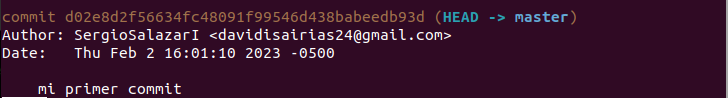 commit d02e8d2f56634fc48091f99546d438babeedb93d (HEAD -> master)
Author: SergioSalazarI <davidisairias24@gmail.com>
Date:   Thu Feb 2 16:01:10 2023 -0500
mi primer commit